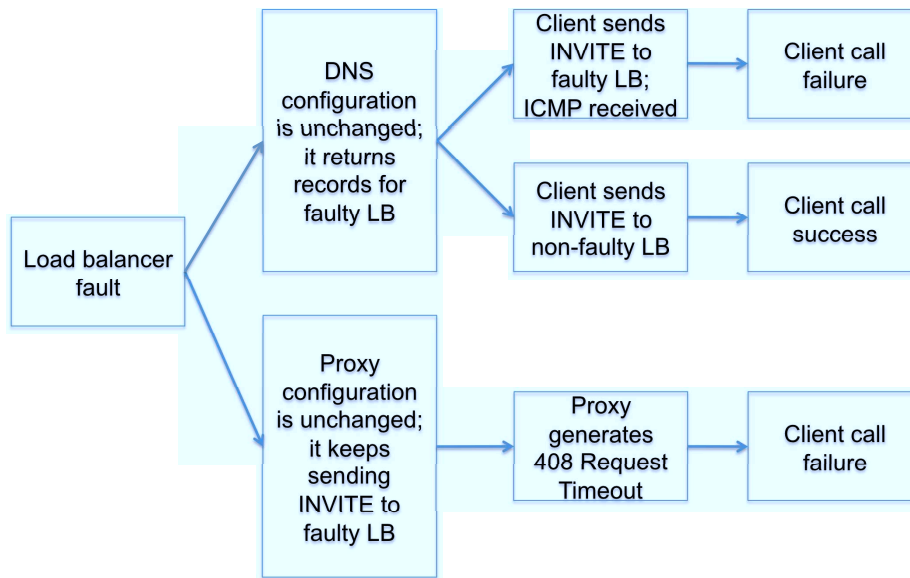 Load balancer
fault
DNS
configuration
is unchanged;
it returns
records for
faulty LB
Client sends
INVITE to
faulty LB;
ICMP received
Client call
failure
Client sends
INVITE to
non-faulty LB
Client call
success
Proxy
configuration
is unchanged;
it keeps
sending
INVITE to
faulty LB
Proxy
generates
408 Request
Timeout
Client call
failure